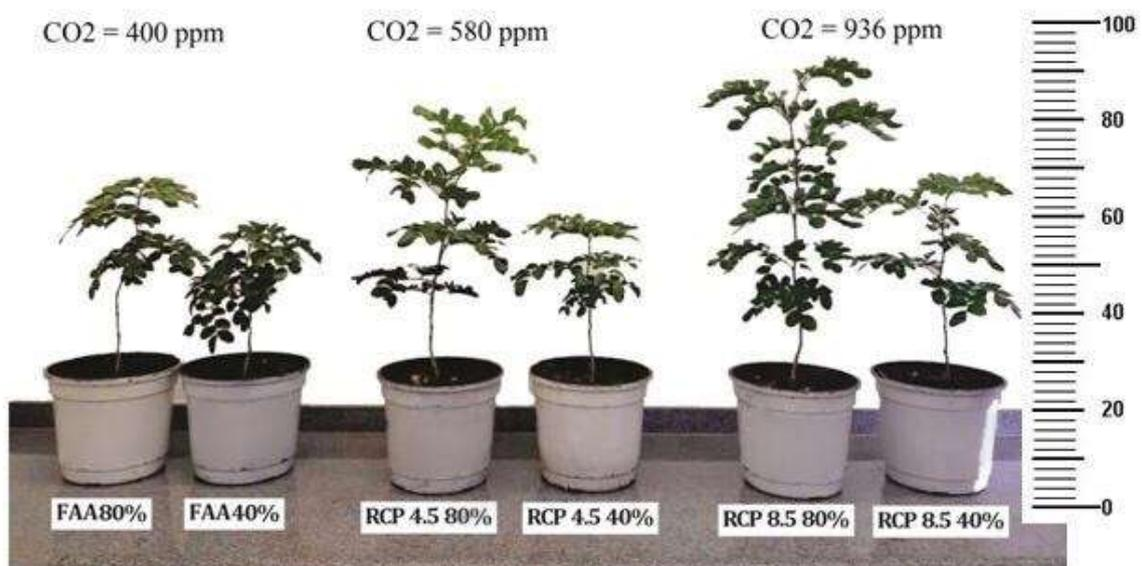 CO2 = 400 ppm
CO2 = 580 ppm
CO2 = 936 ppm
100
80
60
40
20
0
FAA80%
FAA40%
RCP 4.5 80%
RCP 4.5 40%
RCP 8.5 80%
RCP 8.5 40%